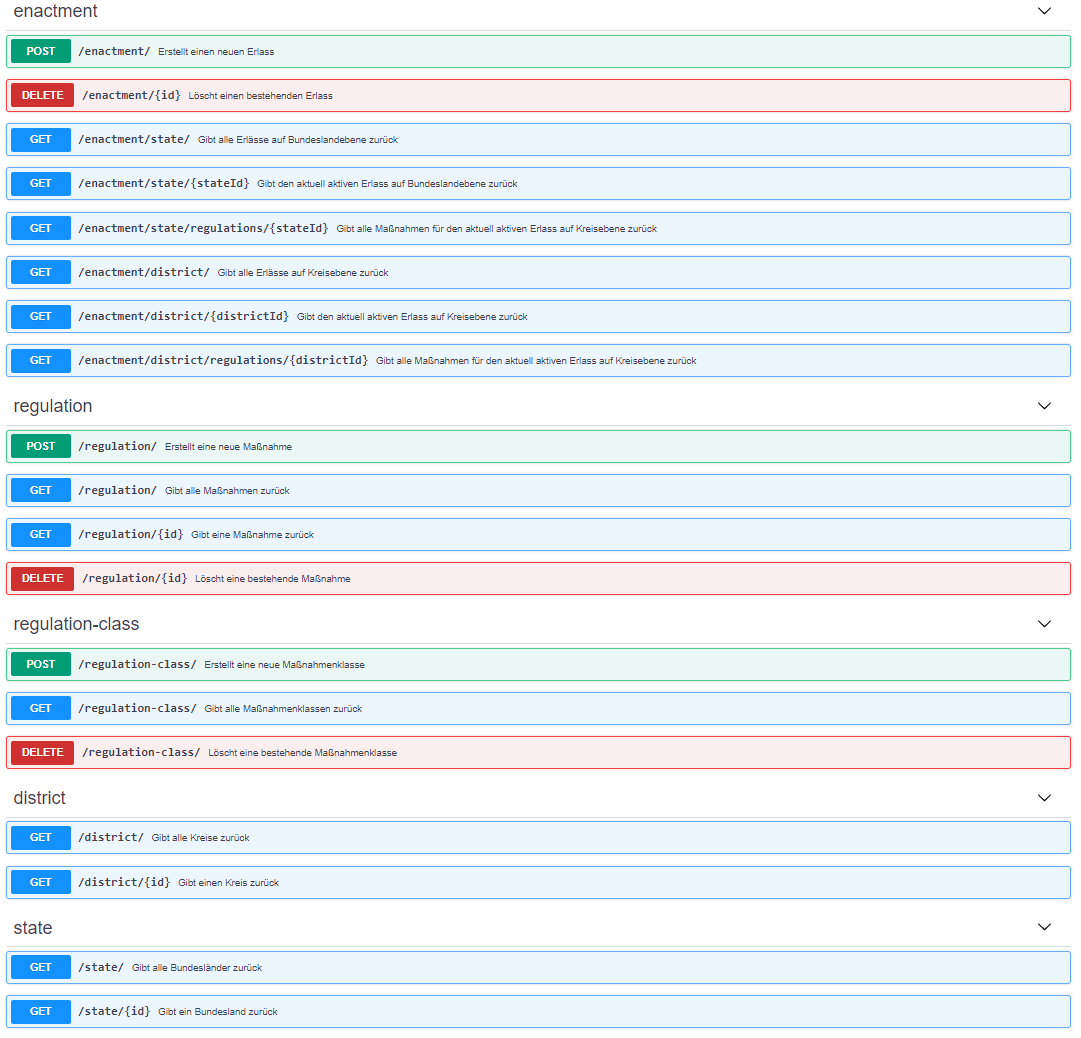 enactment
POST /enactment/ Erstellt einen neuen Erlass
DELETE /enactment/{id} Löscht einen bestehenden Erlass
GET /enactment/state/ Gibt alle Erlässe auf Bundeslandebene zurück
GET /enactment/state/{stateId} Gibt den aktuell aktiven Erlass auf Bundeslandebene zurück
GET /enactment/state/regulations/{stateId} Gibt alle Maßnahmen für den aktuell aktiven Erlass auf Kreisebene zurück
GET /enactment/district/ Gibt alle Erlässe auf Kreisebene zurück
GET /enactment/district/{districtId} Gibt den aktuell aktiven Erlass auf Kreisebene zurück
GET /enactment/district/regulations/{districtId} Gibt alle Maßnahmen für den aktuell aktiven Erlass auf Kreisebene zurück
regulation
POST /regulation/ Erstellt eine neue Maßnahme
GET /regulation/ Gibt alle Maßnahmen zurück
GET /regulation/{id} Gibt eine Maßnahme zurück
DELETE /regulation/{id} Löscht eine bestehende Maßnahme
regulation-class
POST /regulation-class/ Erstellt eine neue Maßnahmenklasse
GET /regulation-class/ Gibt alle Maßnahmenklassen zurück
DELETE /regulation-class/ Löscht eine bestehende Maßnahmenklasse
district
GET /district/ Gibt alle Kreise zurück
GET /district/{id} Gibt einen Kreis zurück
state
GET /state/ Gibt alle Bundesländer zurück
GET /state/{id} Gibt ein Bundesland zurück